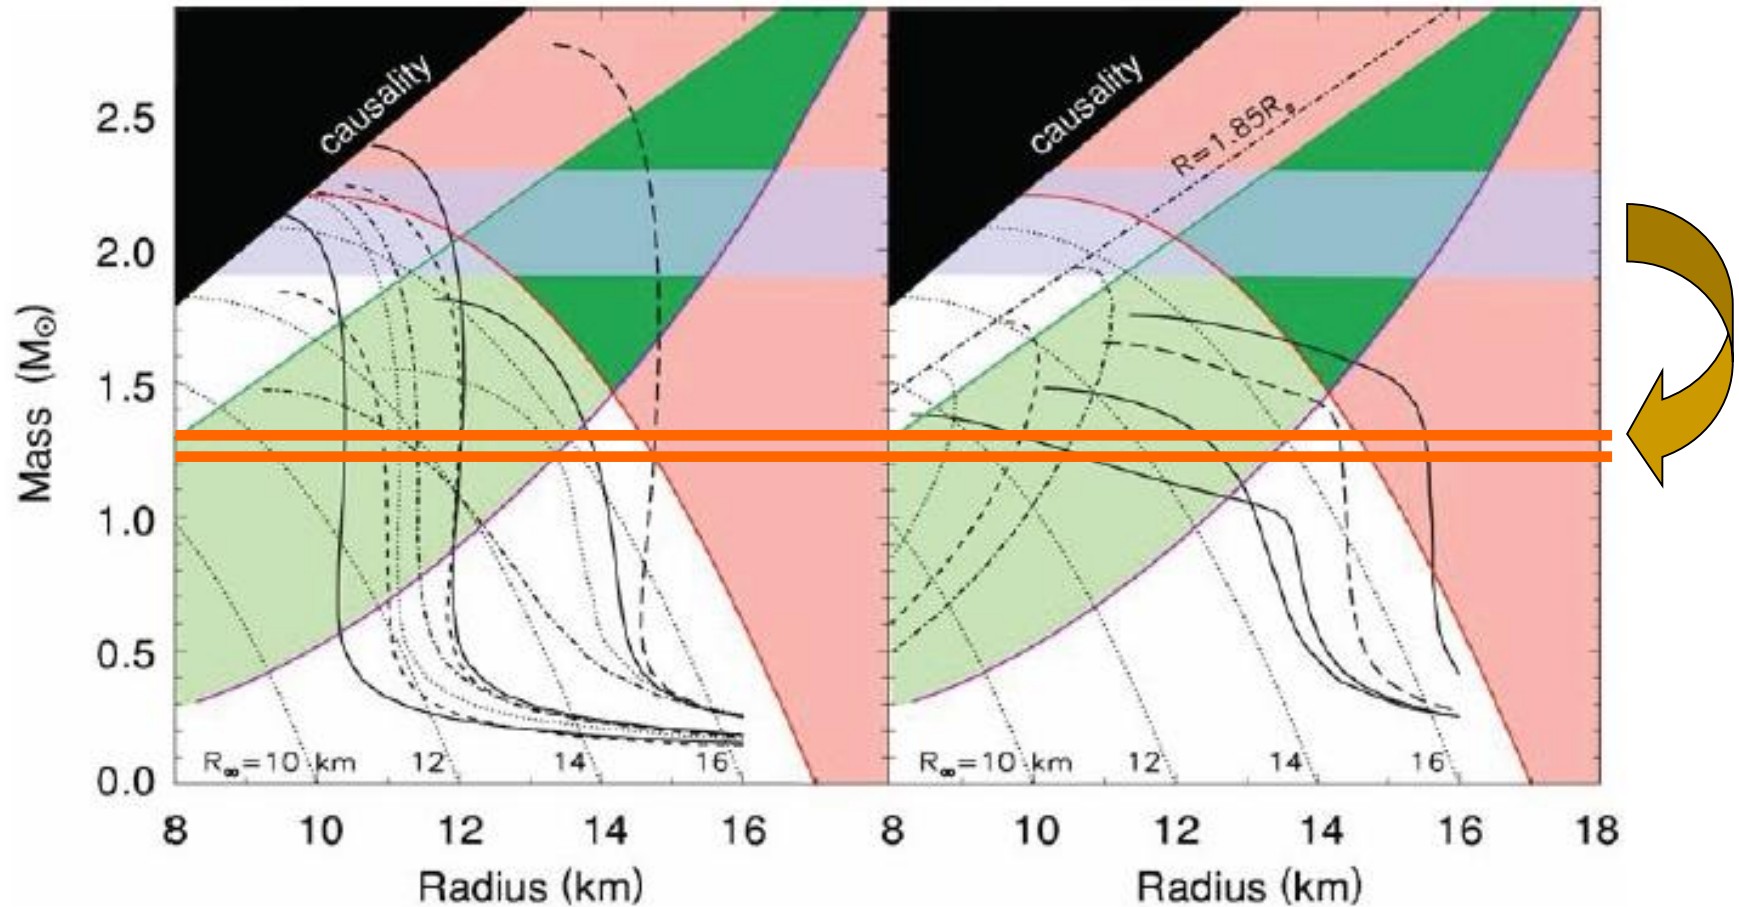 causality
causality
R=1.85Rₛ
2.5
2.0
1.5
1.0
0.5
0.0
Mass (M☉)
R∞=10 km 12 14 16
R∞=10 km 12 14 16
8 10 12 14 16
8 10 12 14 16 18
Radius (km)
Radius (km)